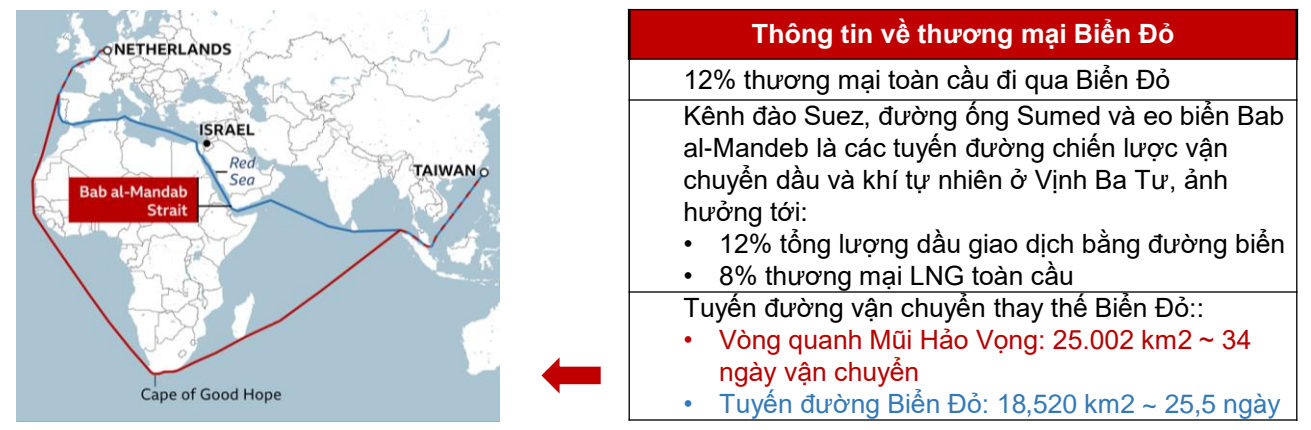 NETHERLANDS
ISRAEL
Red
Sea
TAIWAN
Bab al-Mandab
Strait
Cape of Good Hope
Thông tin về thương mại Biển Đỏ
12% thương mại toàn cầu đi qua Biển Đỏ
Kênh đào Suez, đường ống Sumed và eo biển Bab
al-Mandeb là các tuyến đường chiến lược vận
chuyển dầu và khí tự nhiên ở Vịnh Ba Tư, ảnh
hưởng tới:
• 12% tổng lượng dầu giao dịch bằng đường biển
• 8% thương mại LNG toàn cầu
Tuyến đường vận chuyển thay thế Biển Đỏ::
• Vòng quanh Mũi Hảo Vọng: 25.002 km2 ~ 34
ngày vận chuyển
• Tuyến đường Biển Đỏ: 18,520 km2 ~ 25,5 ngày